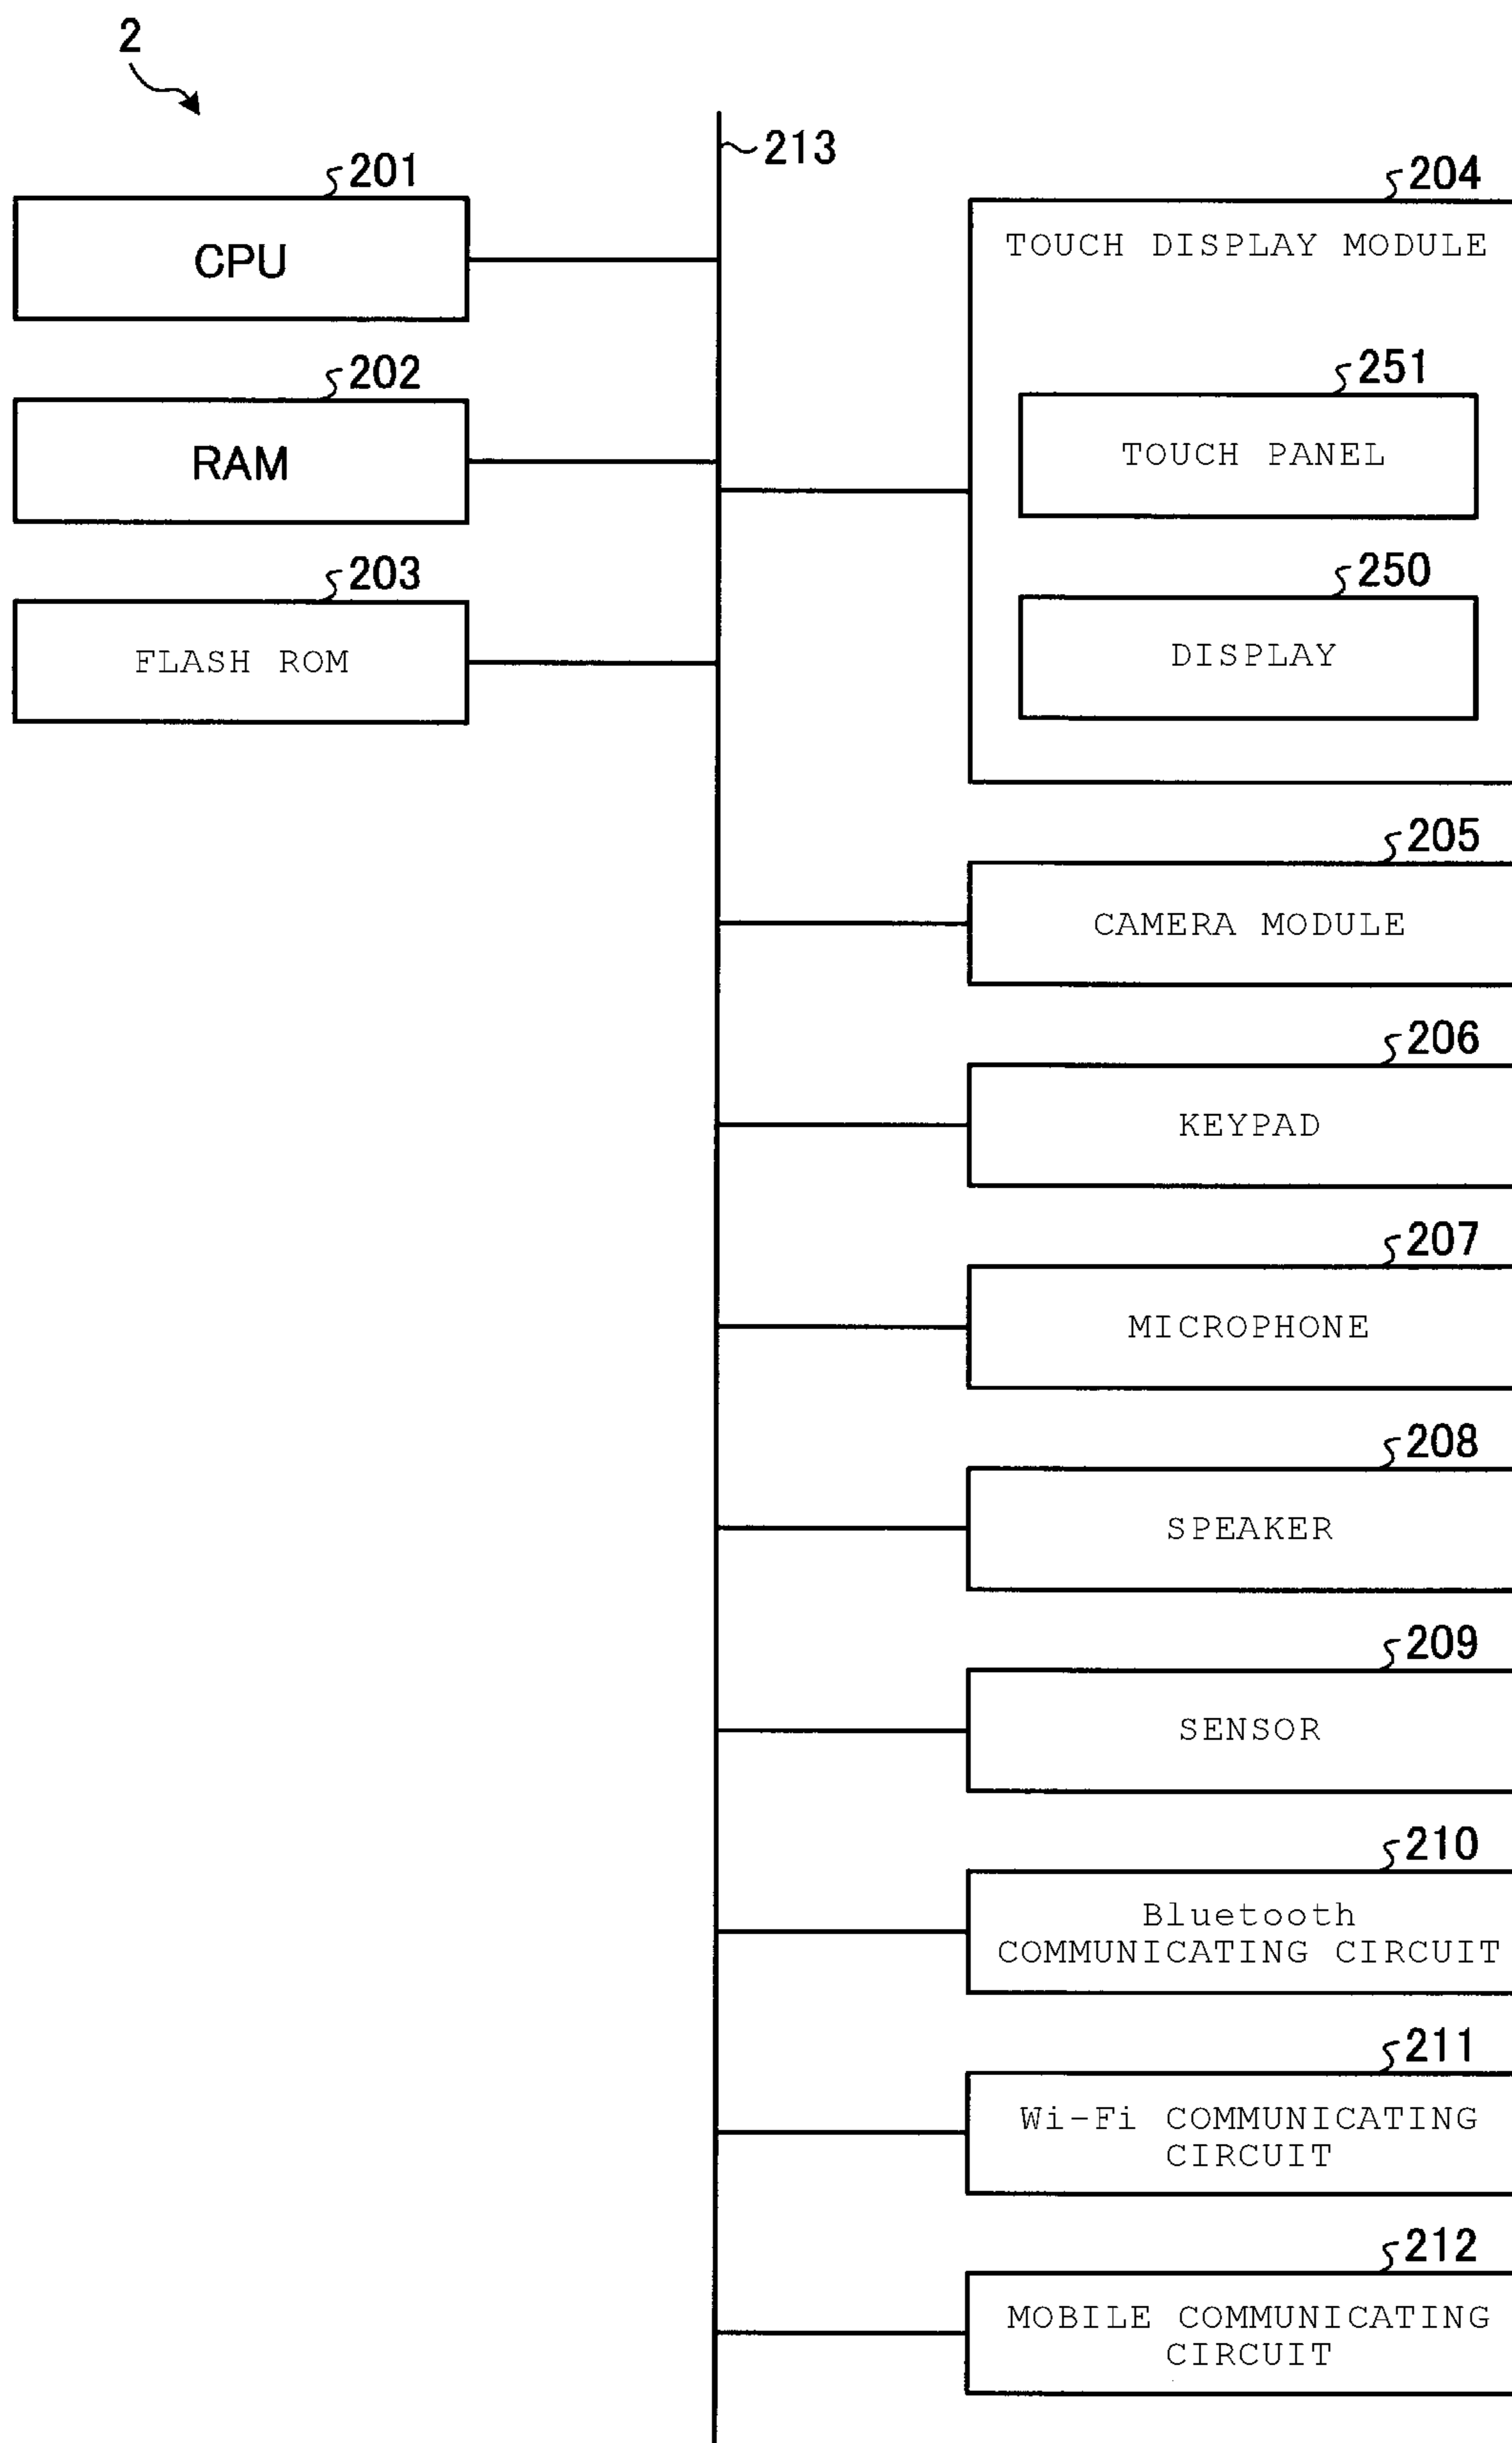 2
213
201
CPU
202
RAM
203
FLASH ROM
204
TOUCH DISPLAY MODULE
251
TOUCH PANEL
250
DISPLAY
205
CAMERA MODULE
206
KEYPAD
207
MICROPHONE
208
SPEAKER
209
SENSOR
210
Bluetooth
COMMUNICATING CIRCUIT
211
Wi-Fi COMMUNICATING
CIRCUIT
212
MOBILE COMMUNICATING
CIRCUIT